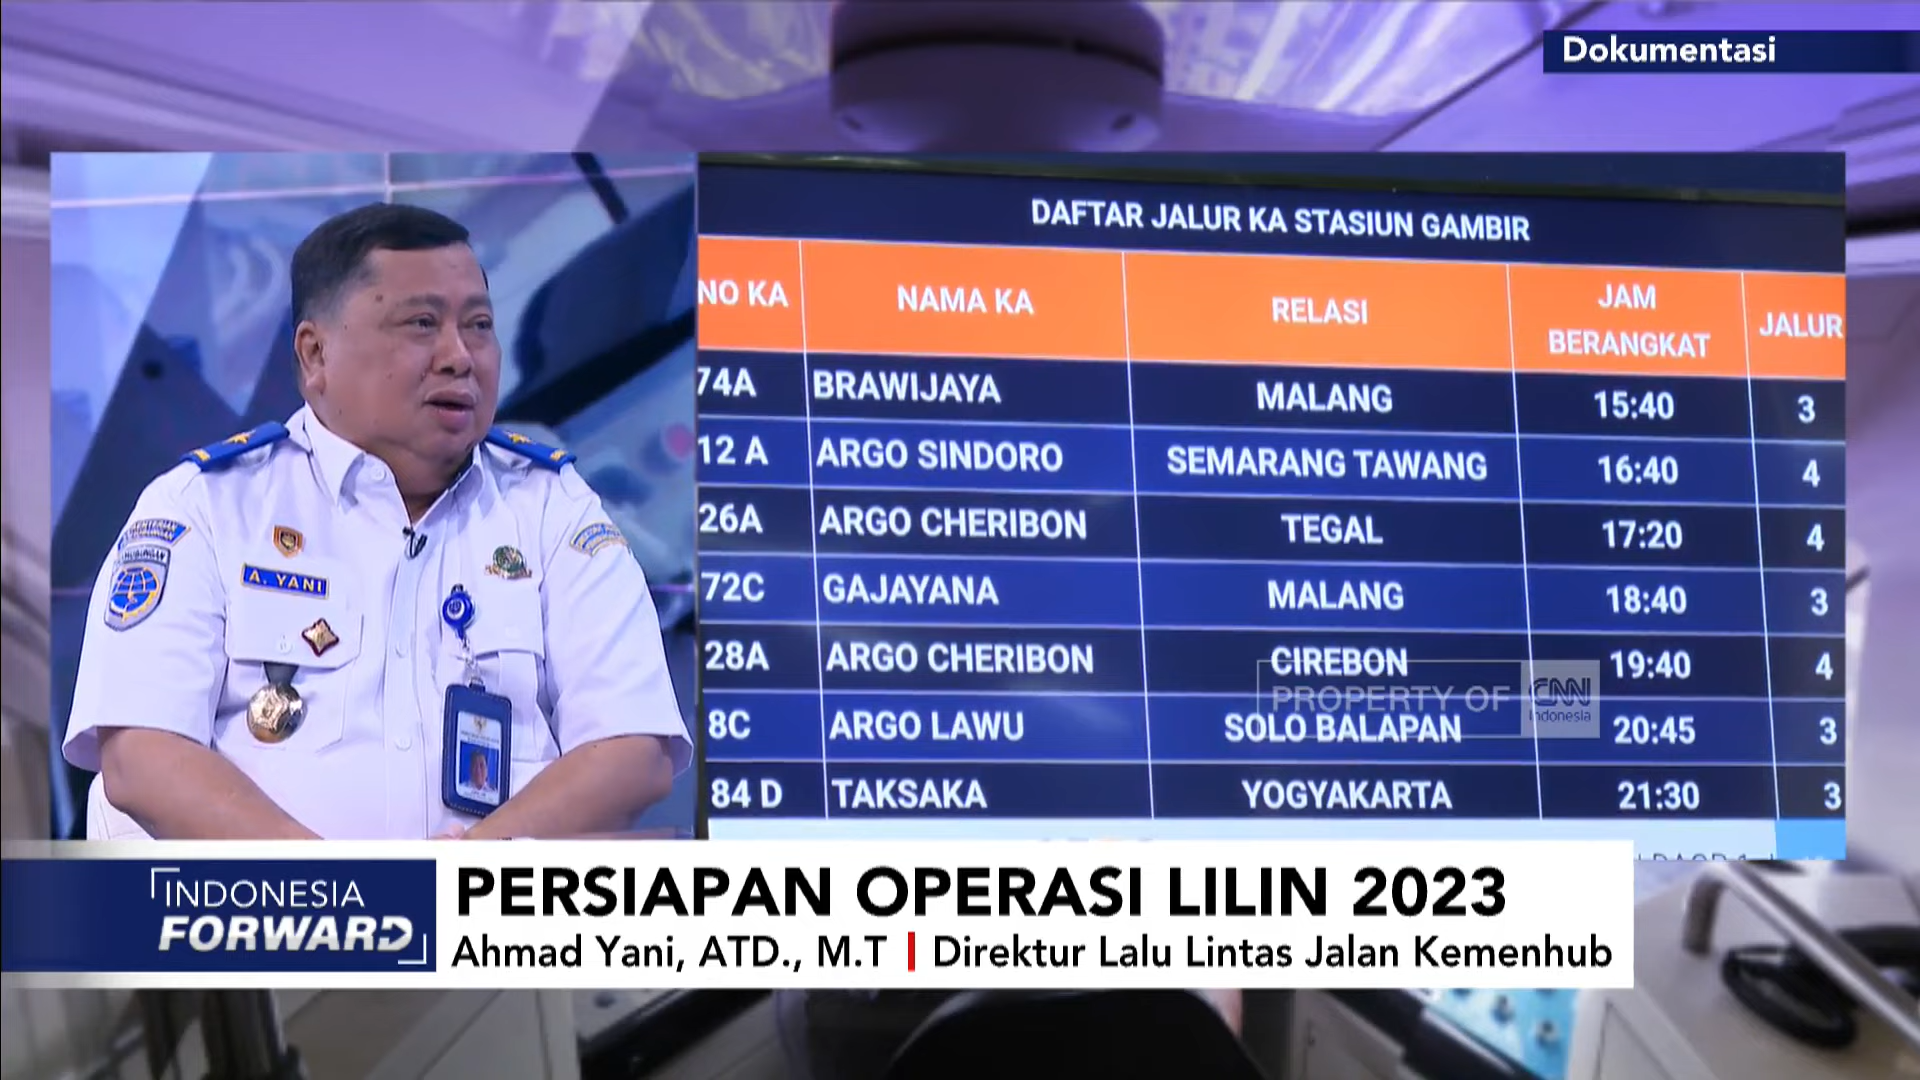 Dokumentasi
DAFTAR JALUR KA STASIUN GAMBIR
NO KA NAMA KA RELASI JAM BERANGKAT JALUR
74A BRAWIJAYA MALANG 15:40 3
12 A ARGO SINDORO SEMARANG TAWANG 16:40 4
26A ARGO CHERIBON TEGAL 17:20 4
72C GAJAYANA MALANG 18:40 3
28A ARGO CHERIBON CIREBON 19:40 4
8C ARGO LAWU SOLO BALAPAN 20:45 3
84 D TAKSAKA YOGYAKARTA 21:30 3
PROPERTY OF CNN Indonesia
A. YANI
INDONESIA
FORWARD
PERSIAPAN OPERASI LILIN 2023
Ahmad Yani, ATD., M.T | Direktur Lalu Lintas Jalan Kemenhub